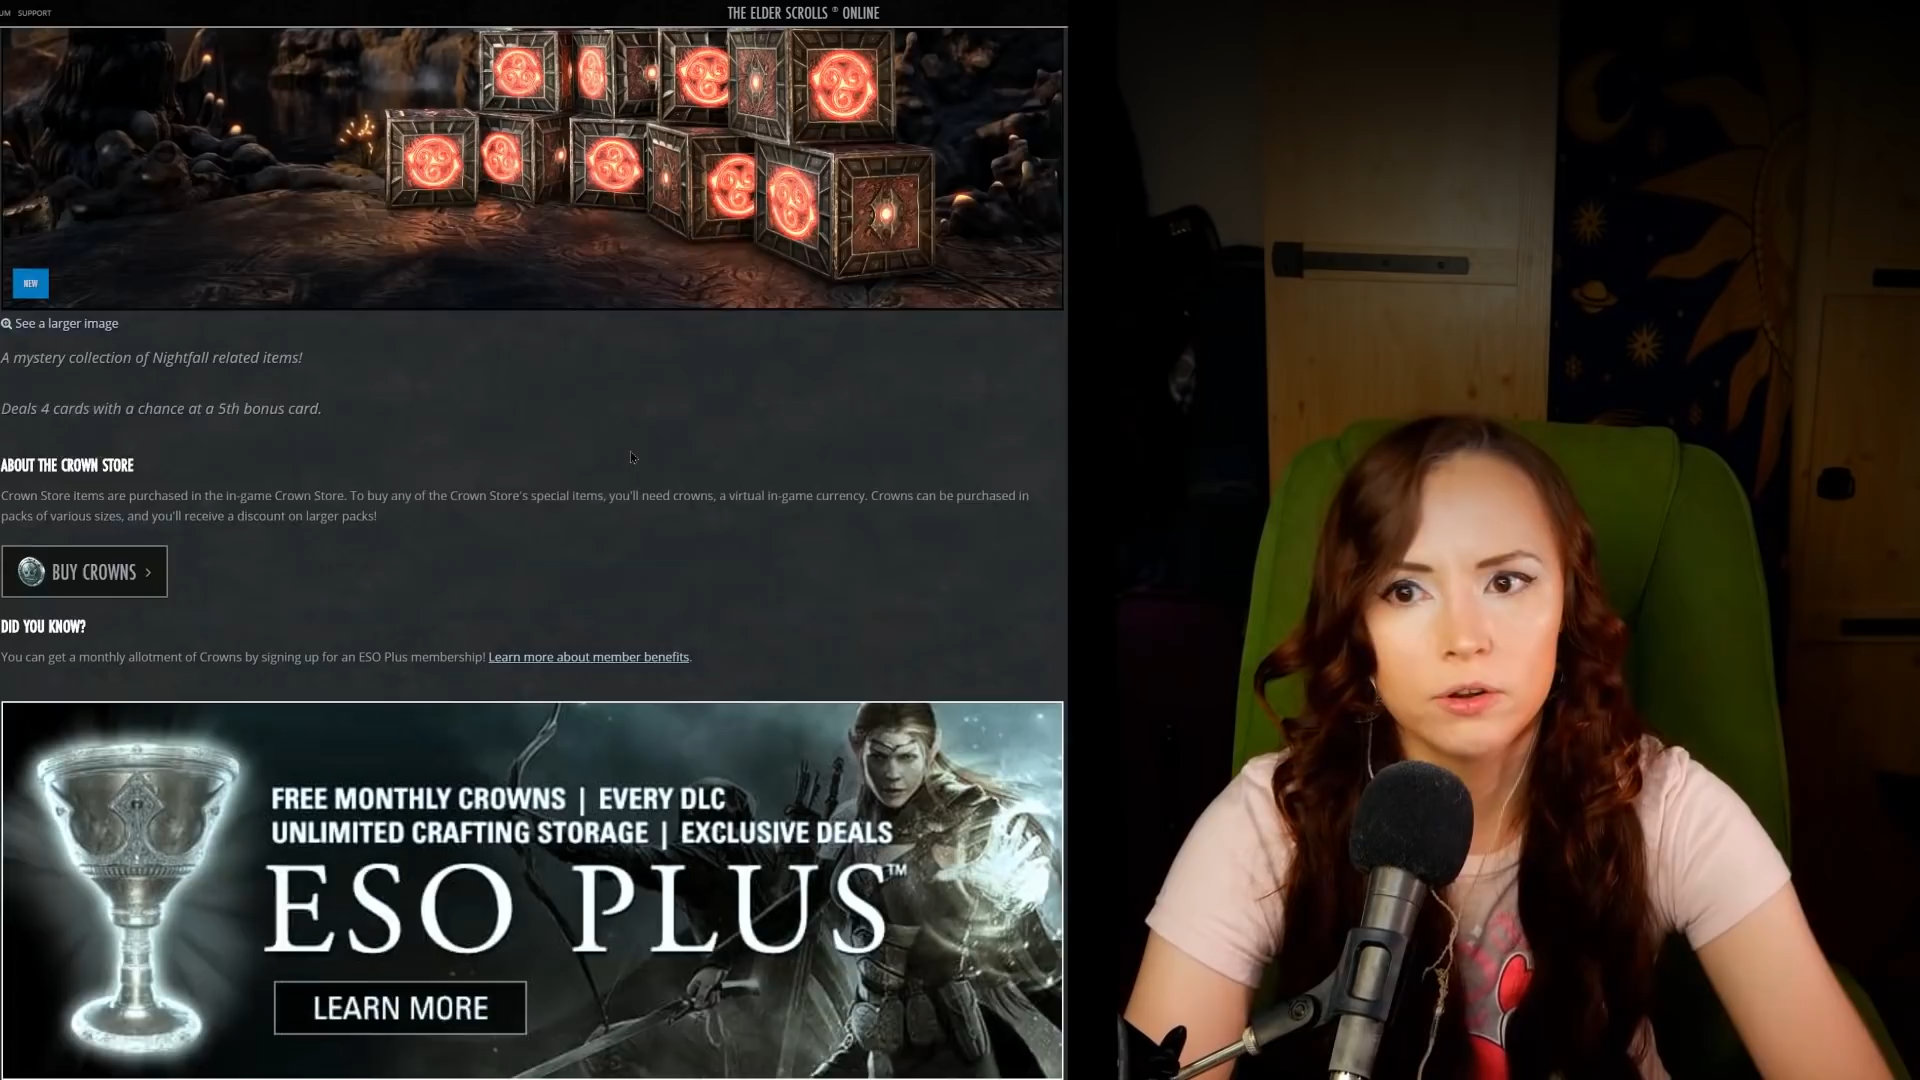 UM SUPPORT
THE ELDER SCROLLS ® ONLINE
NEW
See a larger image
A mystery collection of Nightfall related items!
Deals 4 cards with a chance at a 5th bonus card.
ABOUT THE CROWN STORE
Crown Store items are purchased in the in-game Crown Store. To buy any of the Crown Store's special items, you'll need crowns, a virtual in-game currency. Crowns can be purchased in
packs of various sizes, and you'll receive a discount on larger packs!
BUY CROWNS
DID YOU KNOW?
You can get a monthly allotment of Crowns by signing up for an ESO Plus membership! Learn more about member benefits.
FREE MONTHLY CROWNS | EVERY DLC
UNLIMITED CRAFTING STORAGE | EXCLUSIVE DEALS
ESO PLUS™
LEARN MORE